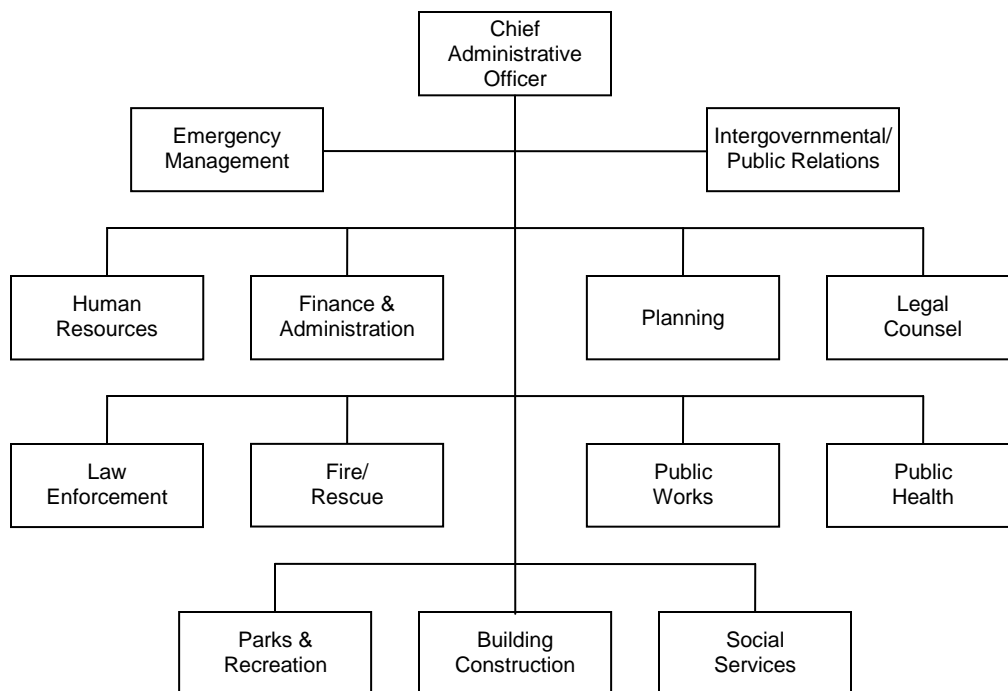 Chief
Administrative
Officer
Emergency
Management
Intergovernmental/
Public Relations
Human
Resources
Finance &
Administration
Planning
Legal
Counsel
Law
Enforcement
Fire/
Rescue
Public
Works
Public
Health
Parks &
Recreation
Building
Construction
Social
Services